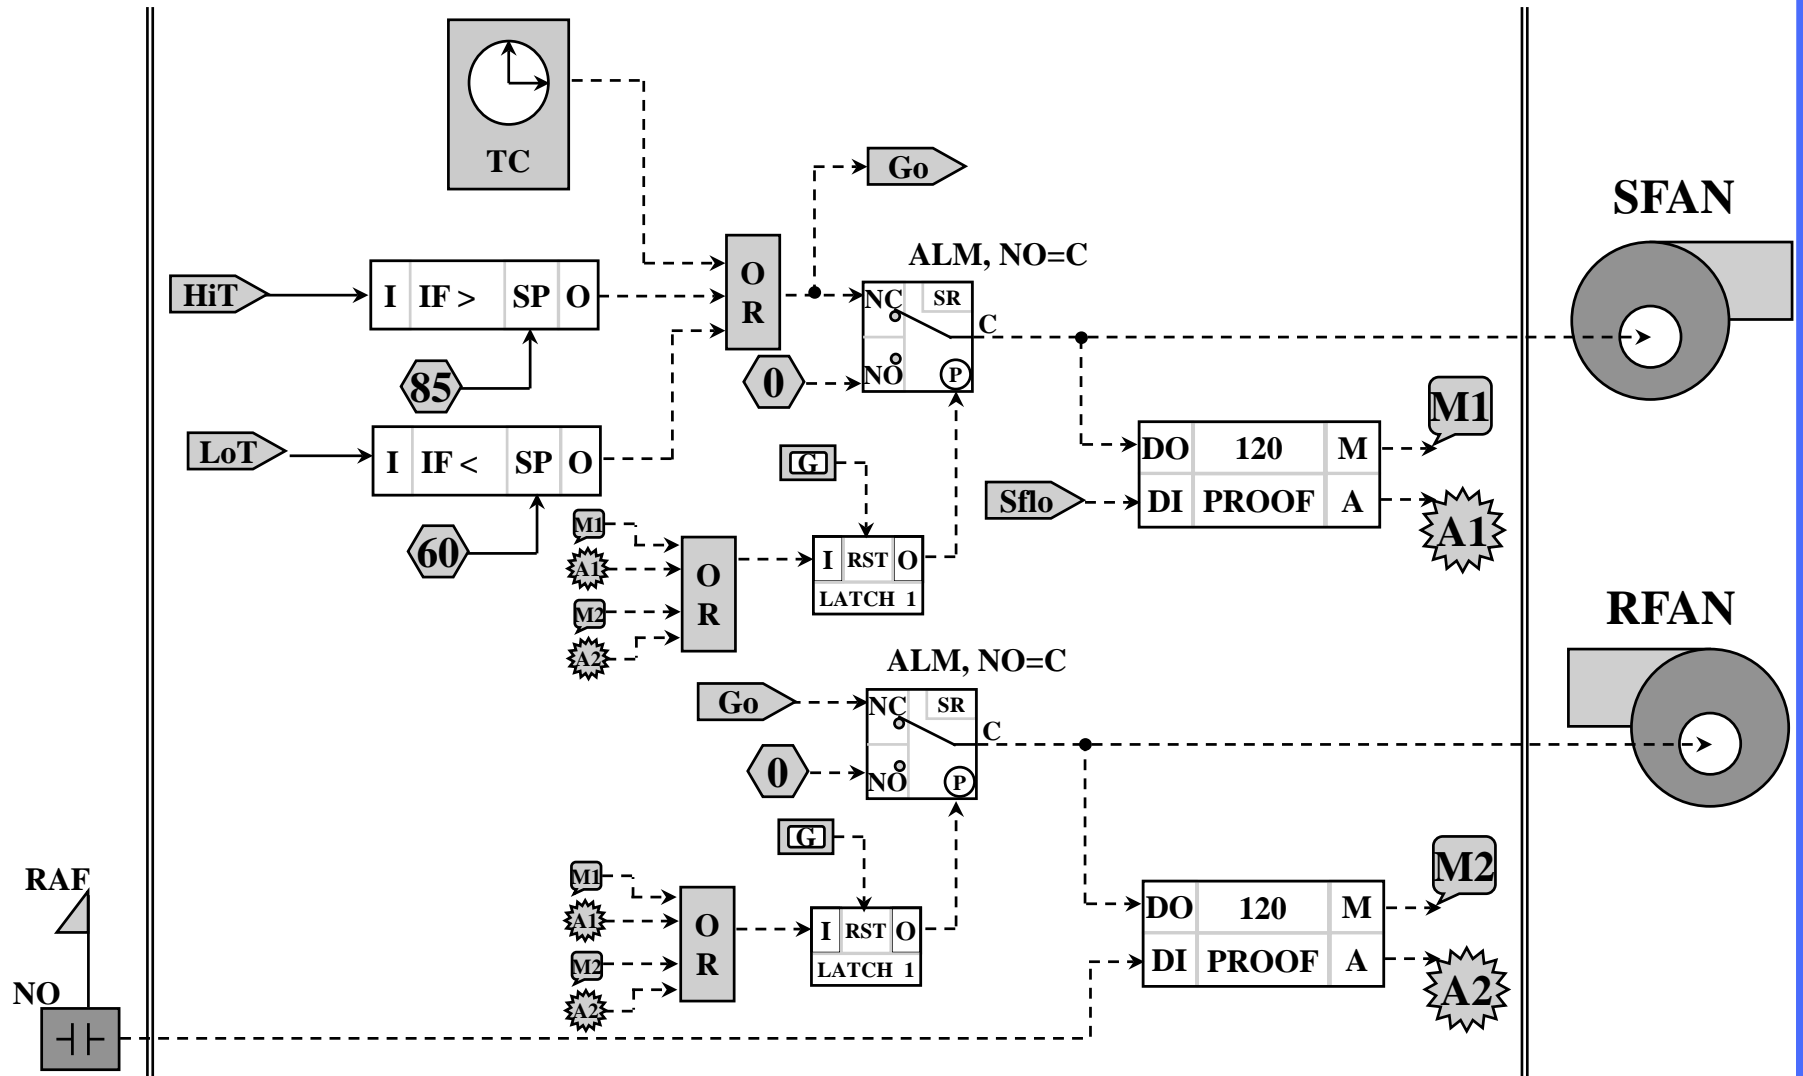 TC
Go
SFAN
ALM, NO=C
HiT
I IF > SP O
O
R
NC SR
C
85
0
NO P
M1
LoT
I IF < SP O
G
DO 120 M
Sflo
DI PROOF A
A1
60
M1
A1
M2
A2
O
R
I RST O
LATCH 1
RFAN
ALM, NO=C
Go
NC SR
C
0
NO P
G
M2
RAF
M1
A1
M2
A2
O
R
I RST O
LATCH 1
DO 120 M
DI PROOF A
A2
NO